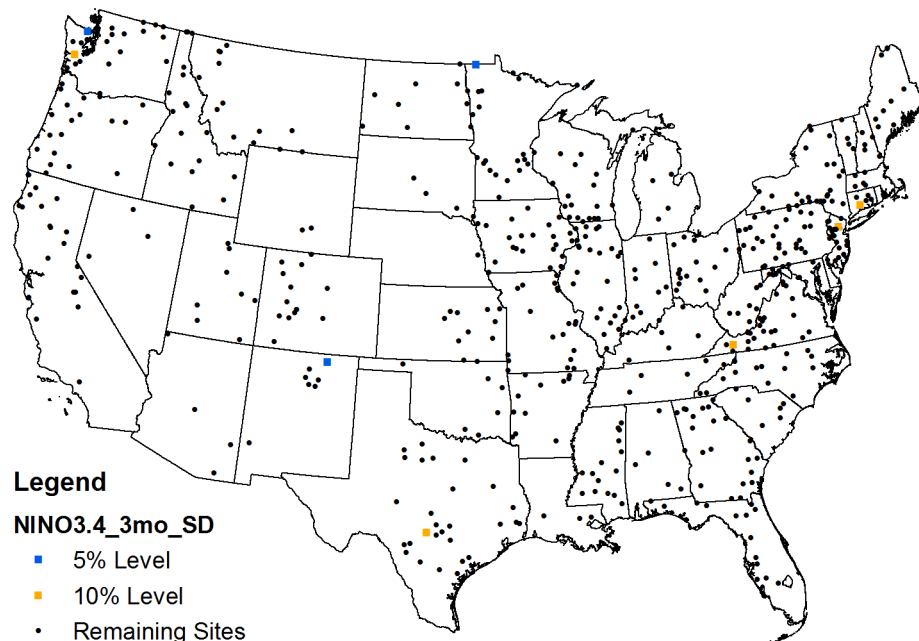 Legend
NINO3.4_3mo_SD
5% Level
10% Level
Remaining Sites